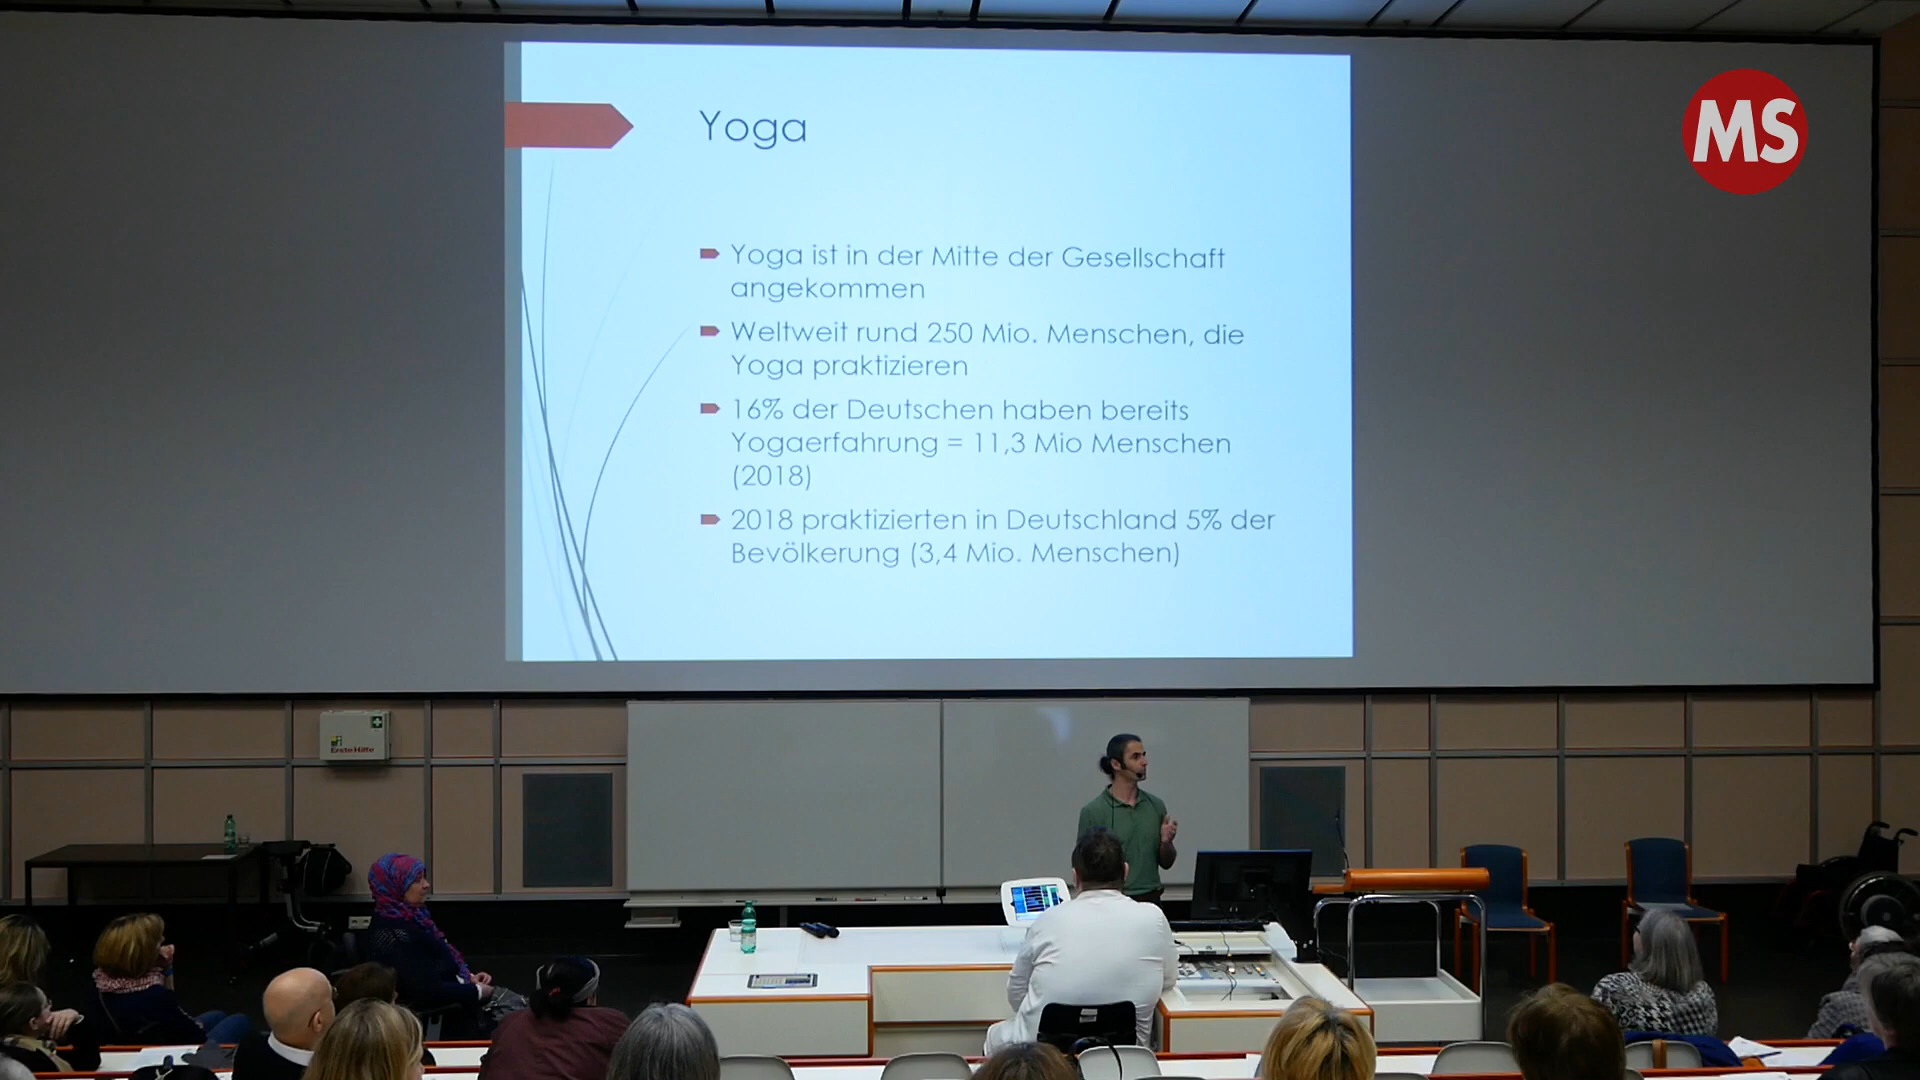 Yoga
MS
Yoga ist in der Mitte der Gesellschaft
angekommen
Weltweit rund 250 Mio. Menschen, die
Yoga praktizieren
16% der Deutschen haben bereits
Yogaerfahrung = 11,3 Mio Menschen
(2018)
2018 praktizierten in Deutschland 5% der
Bevölkerung (3,4 Mio. Menschen)
Erste Hilfe